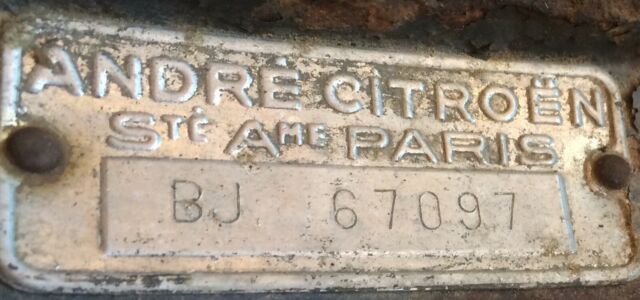 ANDRÉ CITROËN
STÉ AME PARIS
BJ 67097